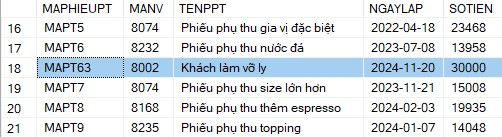 MAPHIEUPT MANV TENPPT NGAYLAP SOTIEN
16 MAPT5 8074 Phiếu phụ thu gia vị đặc biệt 2022-04-18 23468
17 MAPT6 8232 Phiếu phụ thu nước đá 2023-07-08 13958
18 MAPT63 8002 Khách làm vỡ ly 2024-11-20 30000
19 MAPT7 8074 Phiếu phụ thu size lớn hơn 2023-11-21 15008
20 MAPT8 8168 Phiếu phụ thu thêm espresso 2024-02-03 19935
21 MAPT9 8235 Phiếu phụ thu topping 2024-01-07 14048